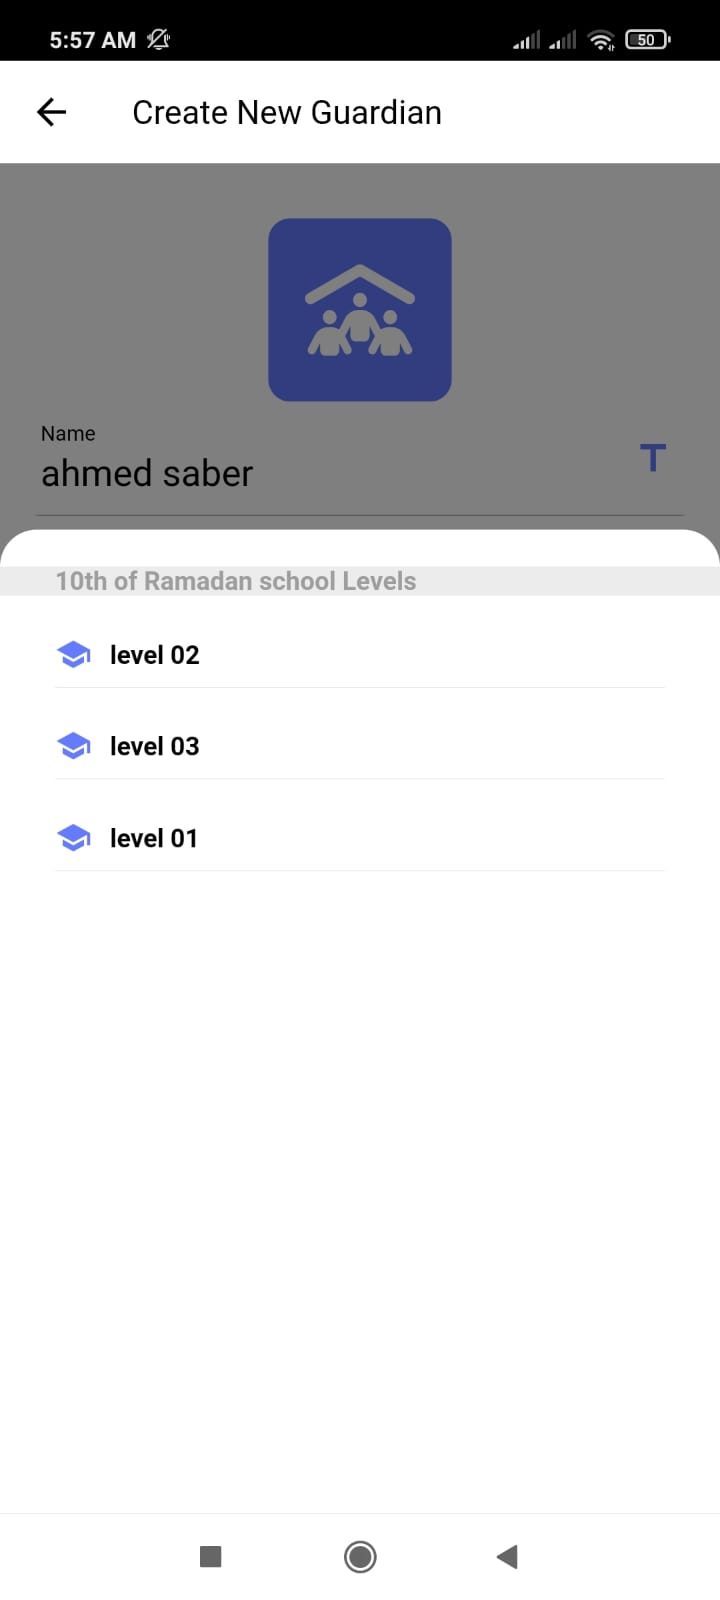 5:57 AM
50
Create New Guardian
Name
ahmed saber
T
10th of Ramadan school Levels
level 02
level 03
level 01